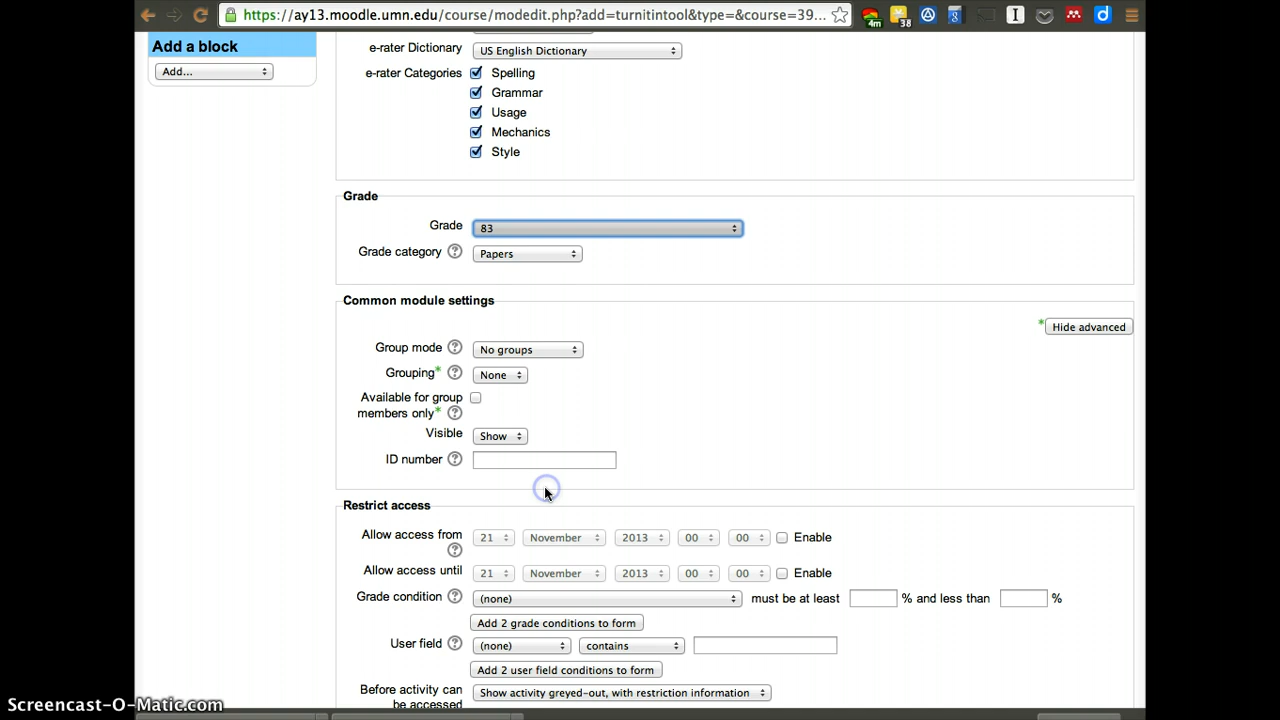 https://ay13.moodle.umn.edu/course/modedit.php?add=turnitintool&type=&course=39...
4m
38
Add a block
Add...
e-rater Dictionary US English Dictionary
e-rater Categories Spelling
Grammar
Usage
Mechanics
Style
Grade
Grade 83
Grade category ? Papers
Common module settings
* Hide advanced
Group mode ? No groups
Grouping* ? None
Available for group
members only* ?
Visible Show
ID number ?
Restrict access
Allow access from 21 November 2013 00 00 Enable
?
Allow access until 21 November 2013 00 00 Enable
Grade condition ? (none) must be at least % and less than %
Add 2 grade conditions to form
User field ? (none) contains
Add 2 user field conditions to form
Before activity can Show activity greyed-out, with restriction information
be accessed
Screencast-O-Matic.com